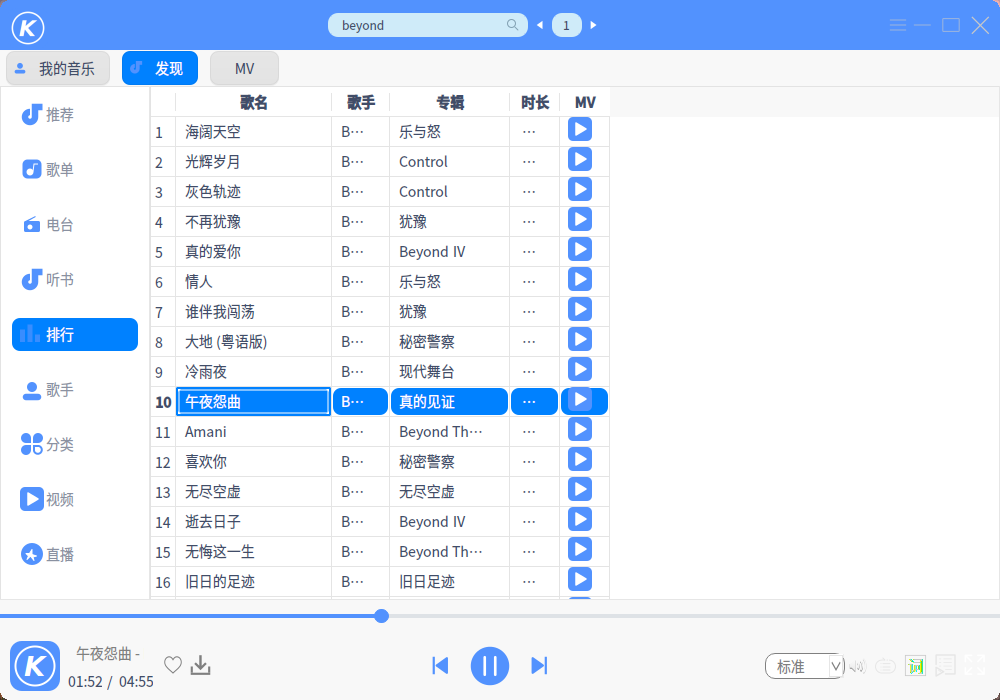 K
beyond
1
我的音乐 发现 MV
推荐
歌单
电台
听书
排行
歌手
分类
视频
直播
歌名 歌手 专辑 时长 MV
1 海阔天空 B… 乐与怒 …
2 光辉岁月 B… Control …
3 灰色轨迹 B… Control …
4 不再犹豫 B… 犹豫 …
5 真的爱你 B… Beyond IV …
6 情人 B… 乐与怒 …
7 谁伴我闯荡 B… 犹豫 …
8 大地 (粤语版) B… 秘密警察 …
9 冷雨夜 B… 现代舞台 …
10 午夜怨曲 B… 真的见证 …
11 Amani B… Beyond Th… …
12 喜欢你 B… 秘密警察 …
13 无尽空虚 B… 无尽空虚 …
14 逝去日子 B… Beyond IV …
15 无悔这一生 B… Beyond Th… …
16 旧日的足迹 B… 旧日足迹 …
K
午夜怨曲 -
01:52 / 04:55
标准
词